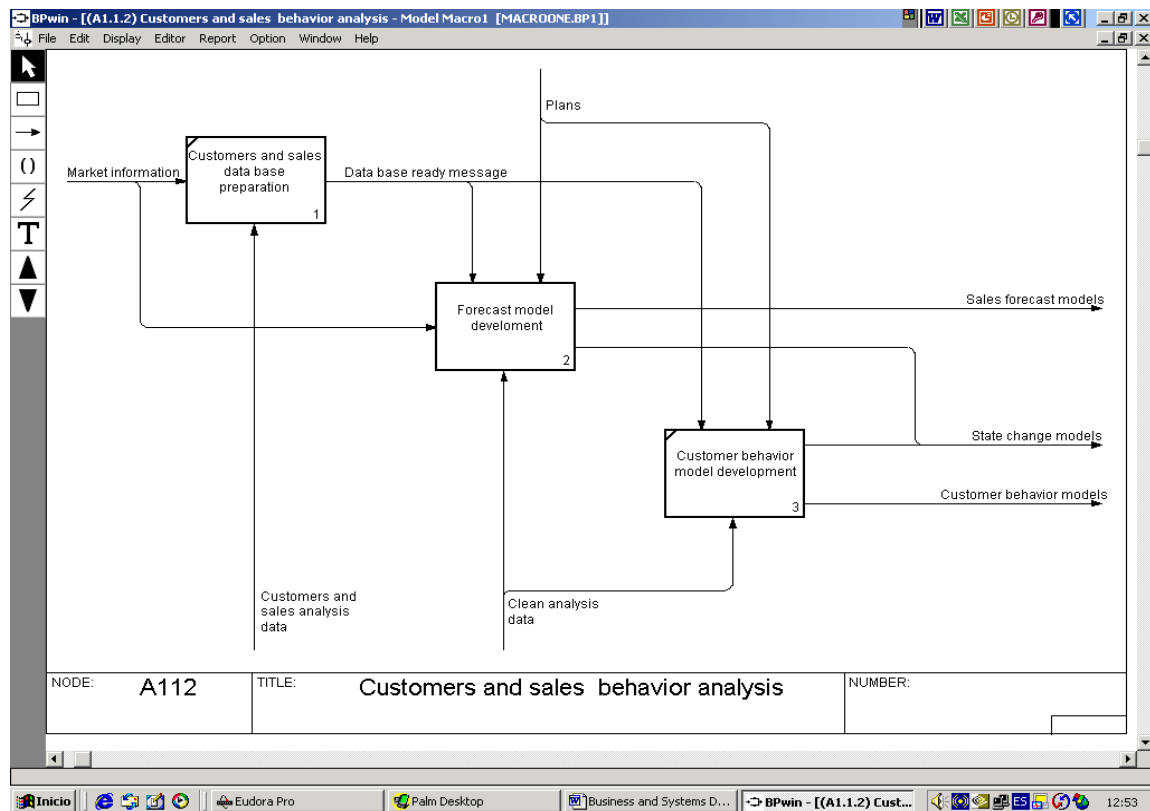 BPwin - [(A1.1.2) Customers and sales  behavior analysis - Model Macro1  [MACROONE.BP1]]
File Edit Display Editor Report Option Window Help
Plans
Market information
Customers and sales
data base
preparation
1
Data base ready message
( )
T
Forecast model
develoment
2
Sales forecast models
State change models
Customer behavior
model development
3
Customer behavior models
Customers and
sales analysis
data
Clean analysis
data
NODE:
A112
TITLE:
Customers and sales  behavior analysis
NUMBER:
Inicio
Eudora Pro
Palm Desktop
Business and Systems D...
BPwin - [(A1.1.2) Cust...
ES
12:53